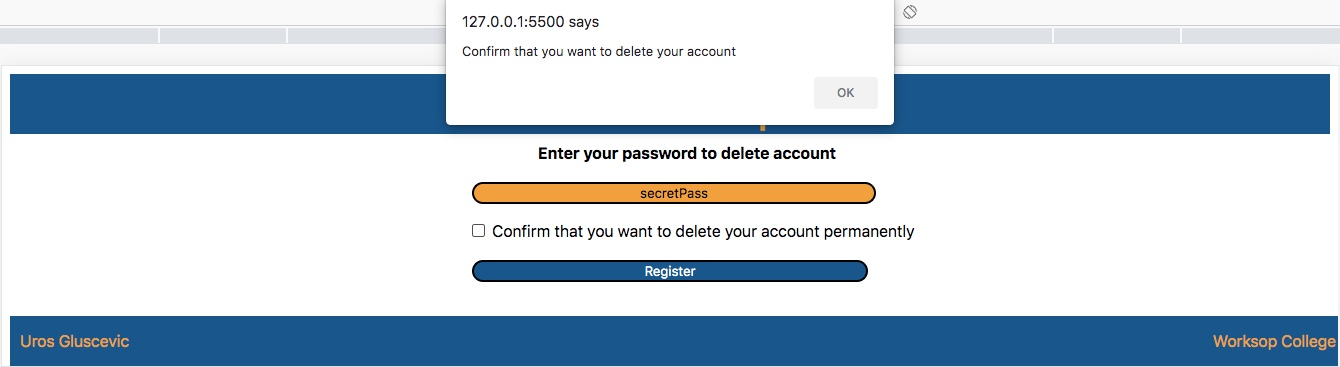 127.0.0.1:5500 says
Confirm that you want to delete your account
OK
Enter your password to delete account
secretPass
Confirm that you want to delete your account permanently
Register
Uros Gluscevic
Worksop College